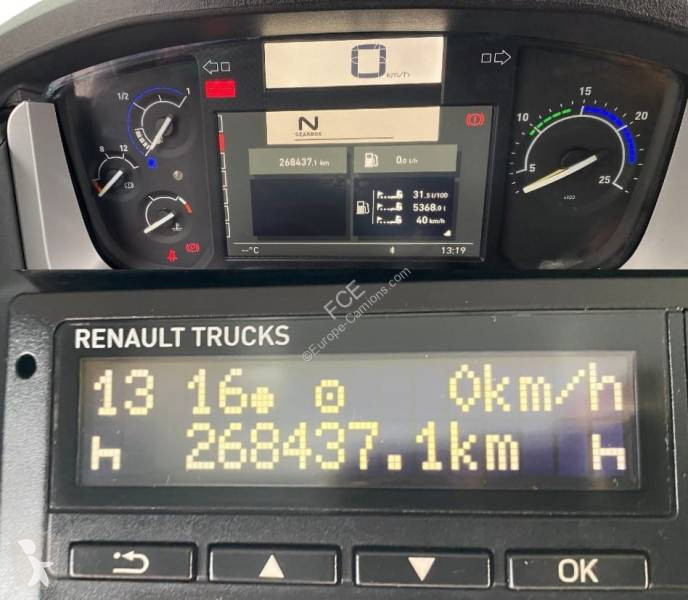 0 km/h
1/2 1
N
GEARBOX
8 12
268437.1 km 0.0 l/h
31.5 l/100
5368.0 l
40 km/h
--°C 13:19
5 10 15 20 25
x100
FCE
©Europe-Camions.com
RENAULT TRUCKS
13 16 0km/h
268437.1km
OK